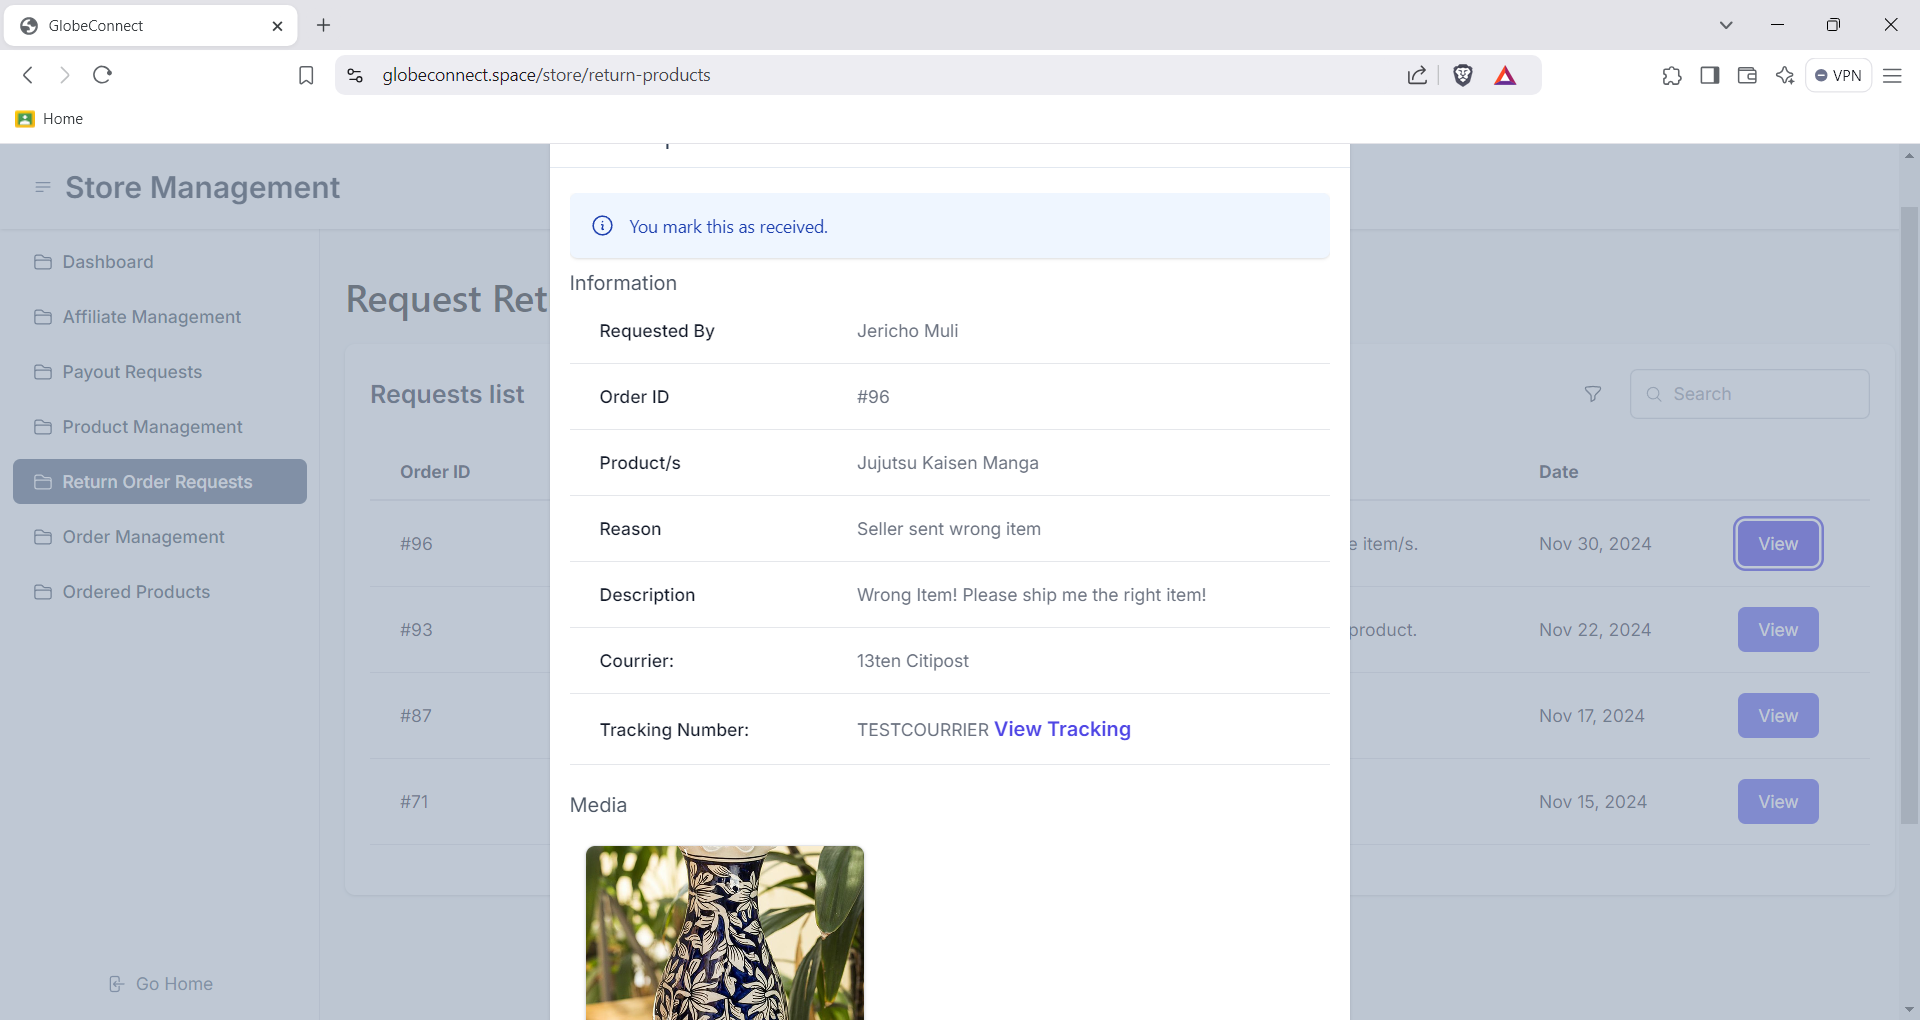 GlobeConnect
globeconnect.space/store/return-products
VPN
Home
Store Management
Dashboard
Affiliate Management
Payout Requests
Product Management
Return Order Requests
Order Management
Ordered Products
Go Home
Request Ret
Requests list
Search
Order ID
Date
#96
e item/s.
Nov 30, 2024
View
#93
product.
Nov 22, 2024
View
#87
Nov 17, 2024
View
#71
Nov 15, 2024
View
You mark this as received.
Information
Requested By Jericho Muli
Order ID #96
Product/s Jujutsu Kaisen Manga
Reason Seller sent wrong item
Description Wrong Item! Please ship me the right item!
Courrier: 13ten Citipost
Tracking Number: TESTCOURRIER View Tracking
Media